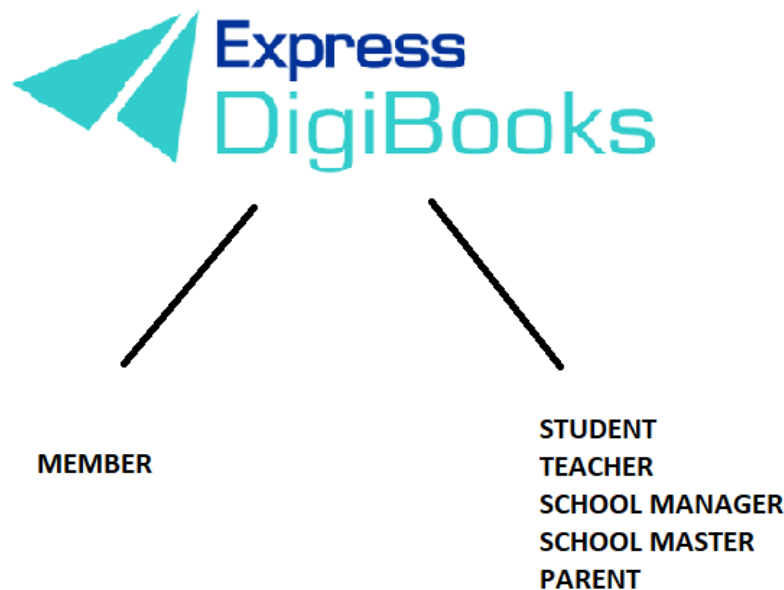 Express
DigiBooks
MEMBER
STUDENT
TEACHER
SCHOOL MANAGER
SCHOOL MASTER
PARENT